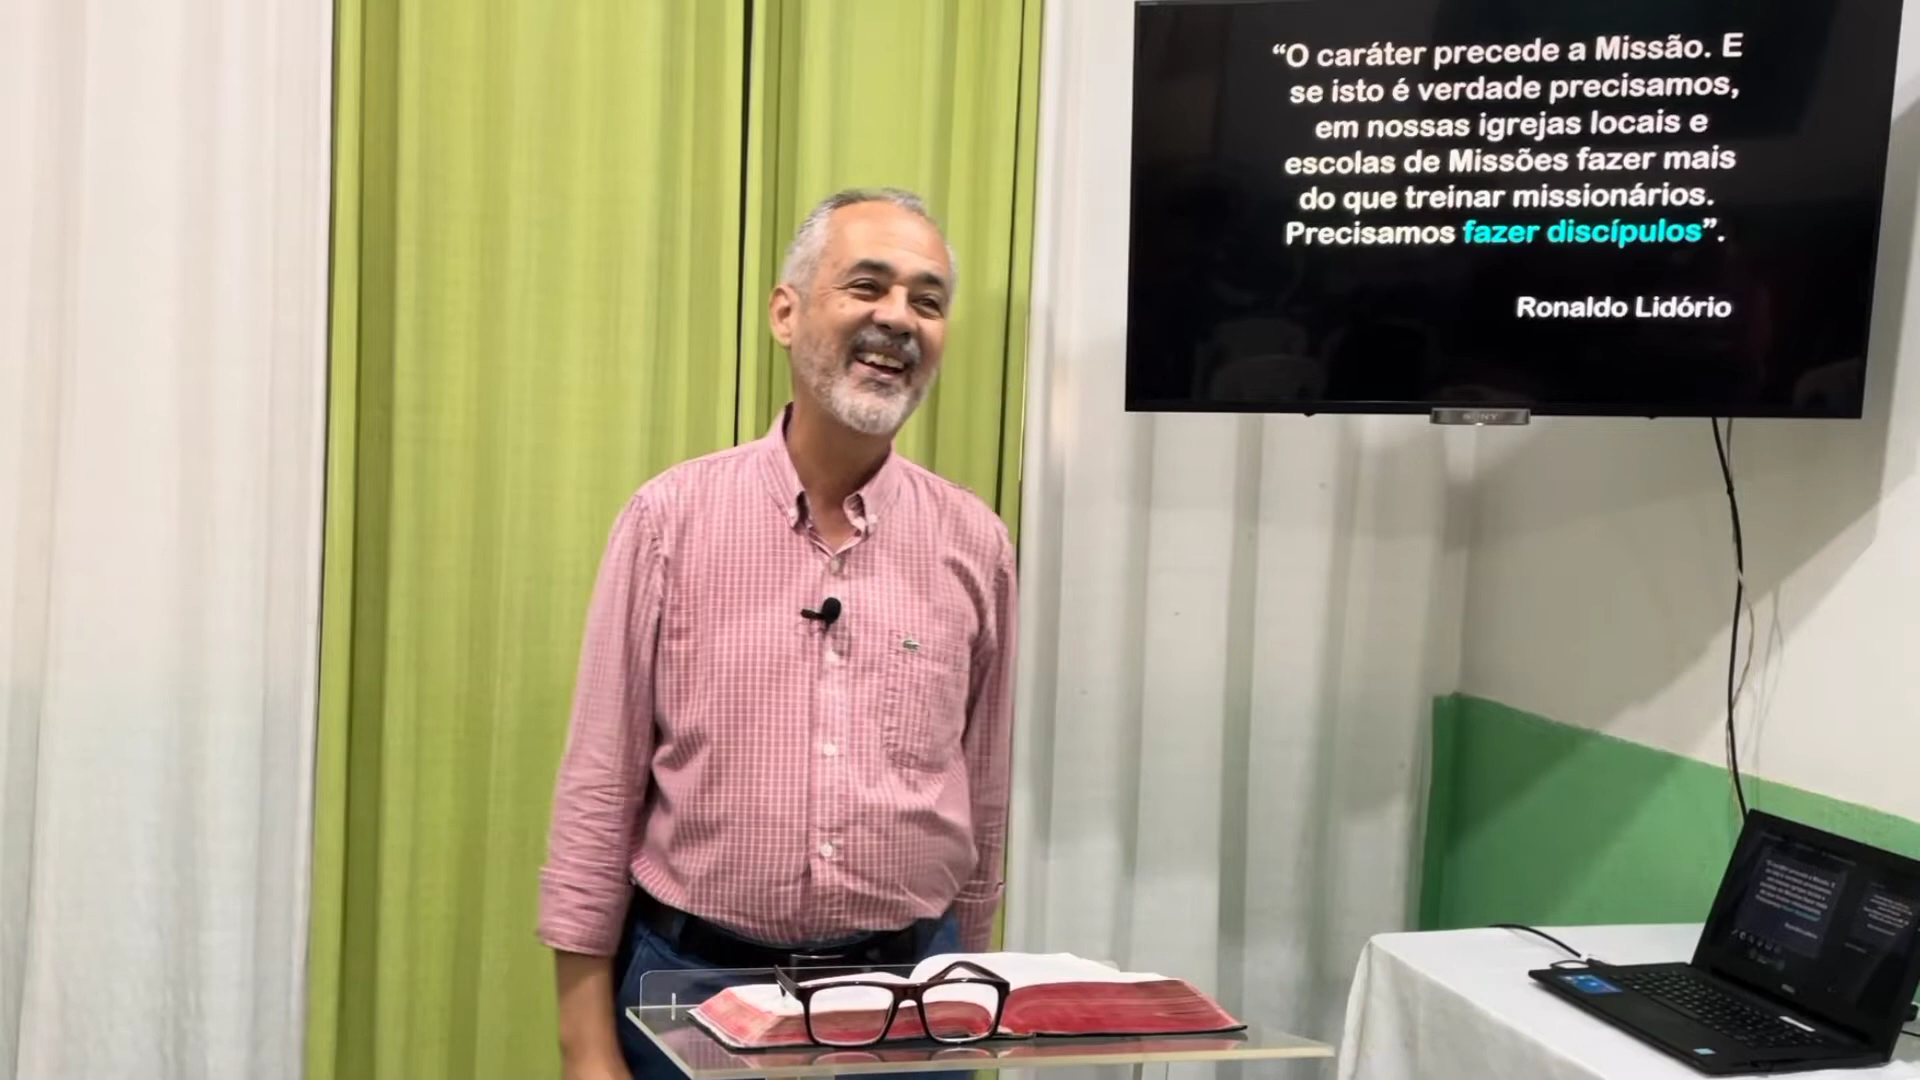 “O caráter precede a Missão. E
se isto é verdade precisamos,
em nossas igrejas locais e
escolas de Missões fazer mais
do que treinar missionários.
Precisamos fazer discípulos”.
Ronaldo Lidório
SONY